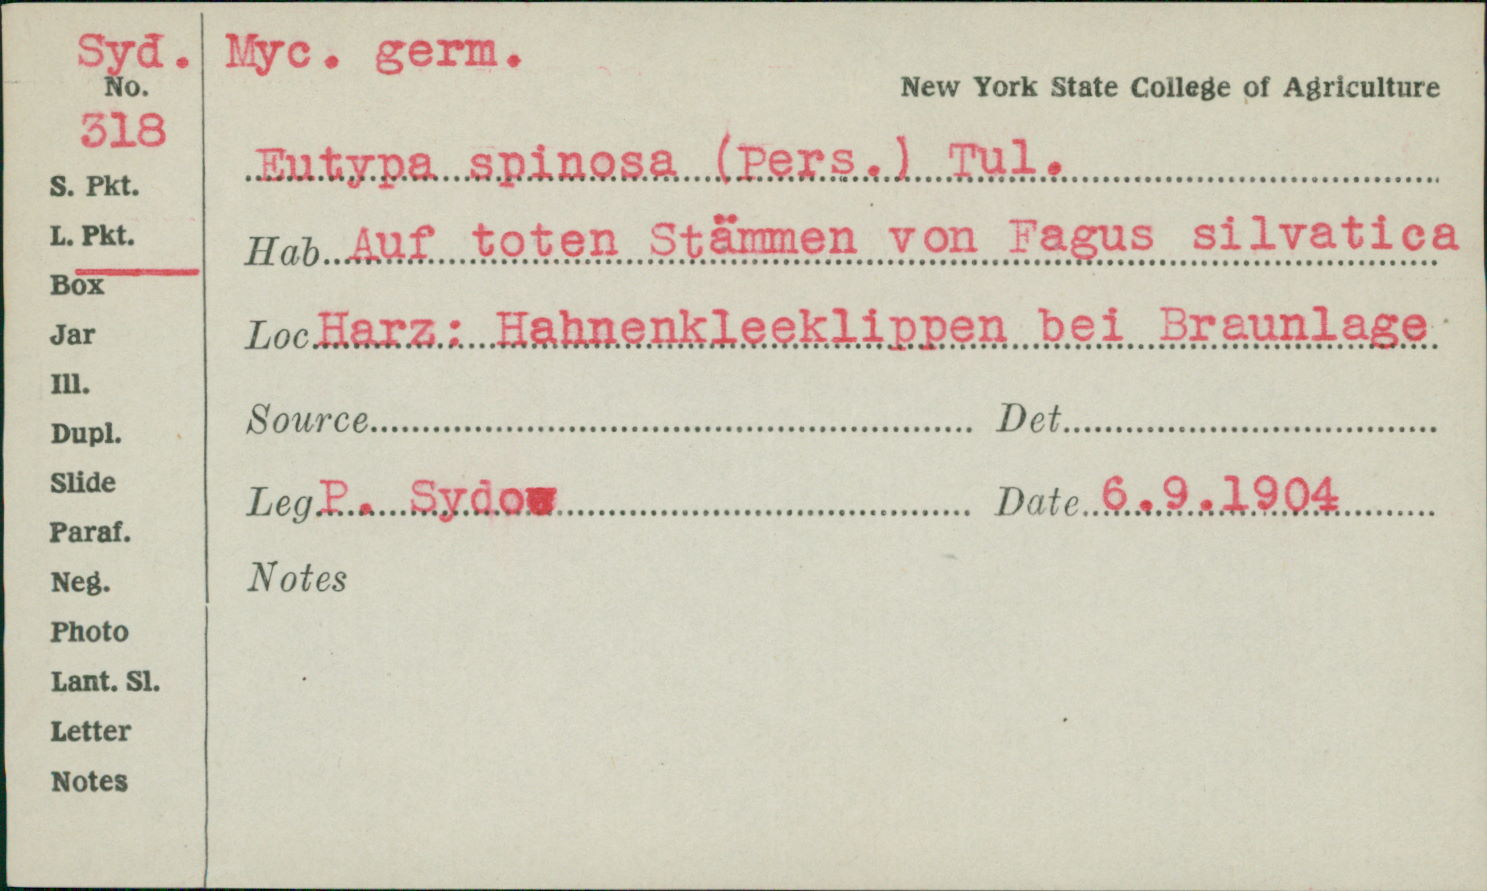 Syd. Myc. germ.
No.
New York State College of Agriculture
318
Eutypa spinosa (Pers.) Tul.
S. Pkt.
L. Pkt.
Hab. Auf toten Stämmen von Fagus silvatica
Box
Loc. Harz: Hahnenkleeklippen bei Braunlage
Jar
Ill.
Source Det.
Dupl.
Slide
Leg. P. Sydow Date 6.9.1904
Paraf.
Neg.
Notes
Photo
Lant. Sl.
Letter
Notes